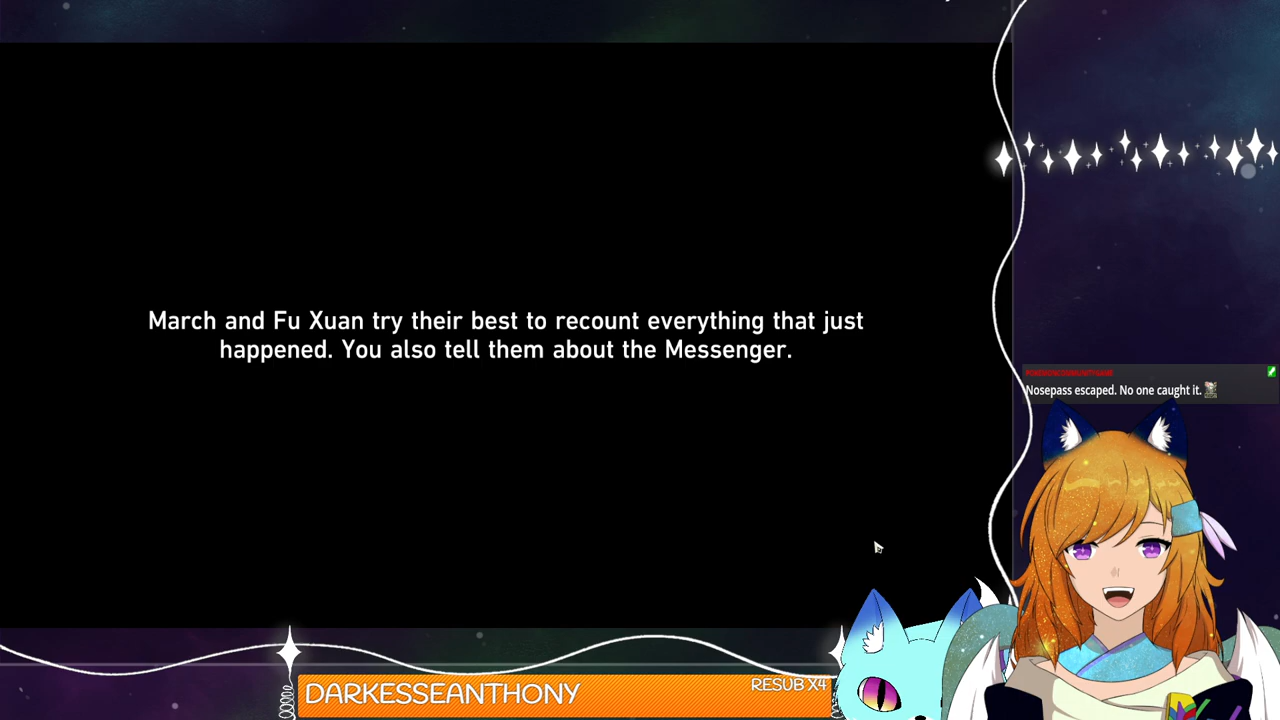 March and Fu Xuan try their best to recount everything that just
happened. You also tell them about the Messenger.
POKEMONCOMMUNITYGAME
Nosepass escaped. No one caught it.
DARKESSEANTHONY
RESUB X4